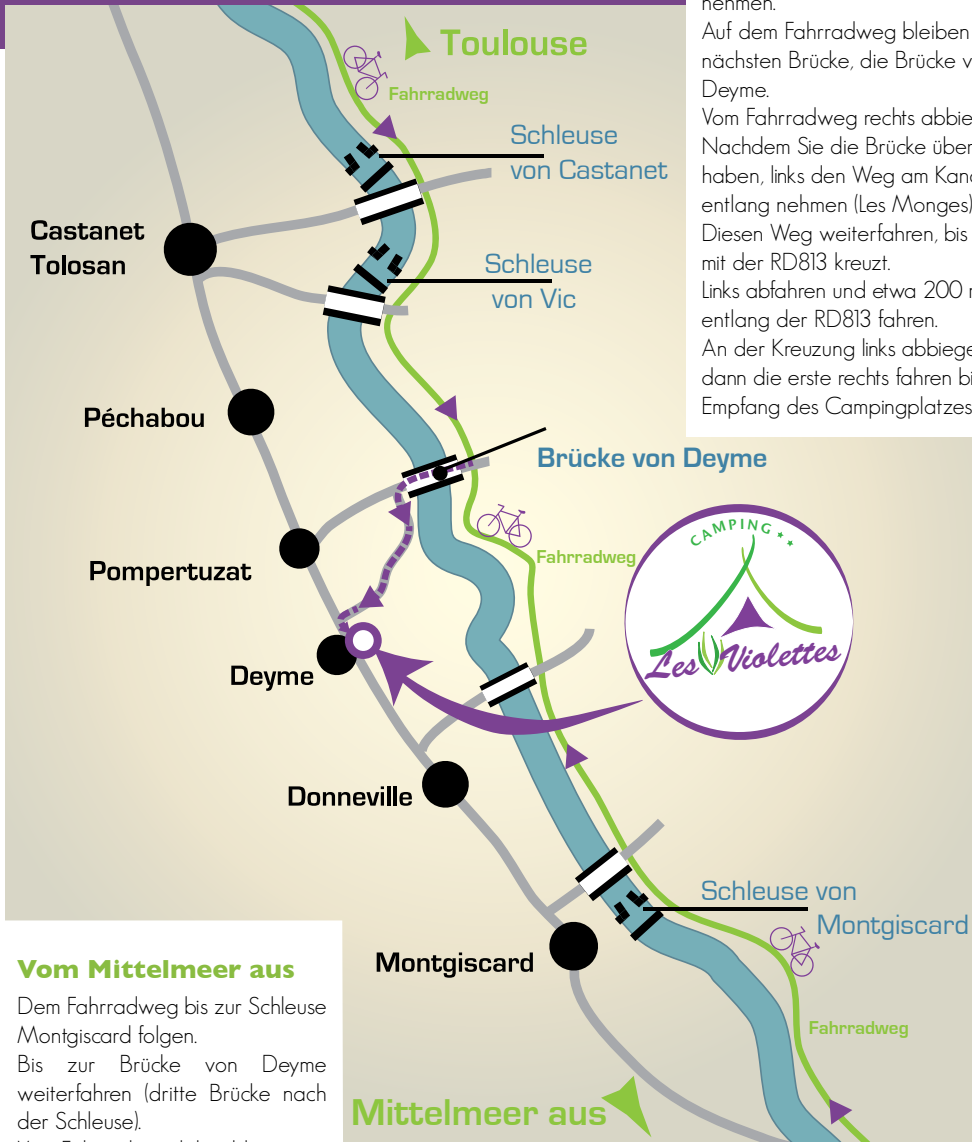 nehmen.
Auf dem Fahrradweg bleiben
nächsten Brücke, die Brücke
Deyme.
Vom Fahrradweg rechts
Nachdem Sie die Brücke
haben, links den Weg am
entlang nehmen (Les Monges)
Diesen Weg weiterfahren, bis
mit der RD813 kreuzt.
Links abfahren und etwa 200
entlang der RD813 fahren.
An der Kreuzung links
dann die erste rechts fahren
Empfang des Campingplatzes
Toulouse
Fahrradweg
Schleuse
von Castanet
Castanet
Tolosan
Schleuse
von Vic
Péchabou
Brücke von Deyme
Fahrradweg
Pompertuzat
CAMPING **
Les Violettes
Deyme
Donneville
Schleuse von
Montgiscard
Montgiscard
Fahrradweg
Mittelmeer aus
Vom Mittelmeer aus
Dem Fahrradweg bis zur Schleuse
Montgiscard folgen.
Bis zur Brücke von Deyme
weiterfahren (dritte Brücke nach
der Schleuse).